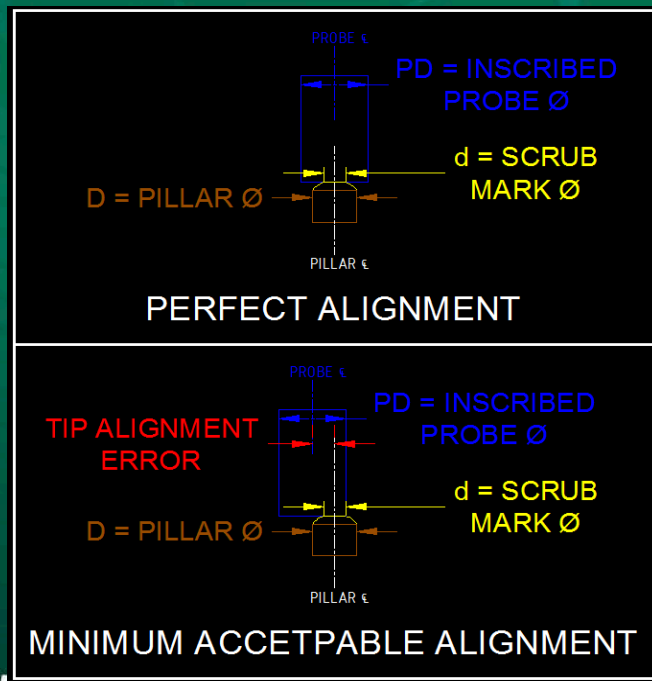 PROBE ℄
PD = INSCRIBED
PROBE Ø
d = SCRUB
MARK Ø
D = PILLAR Ø
PILLAR ℄
PERFECT ALIGNMENT
PROBE ℄
PD = INSCRIBED
PROBE Ø
TIP ALIGNMENT
ERROR
d = SCRUB
MARK Ø
D = PILLAR Ø
PILLAR ℄
MINIMUM ACCETPABLE ALIGNMENT